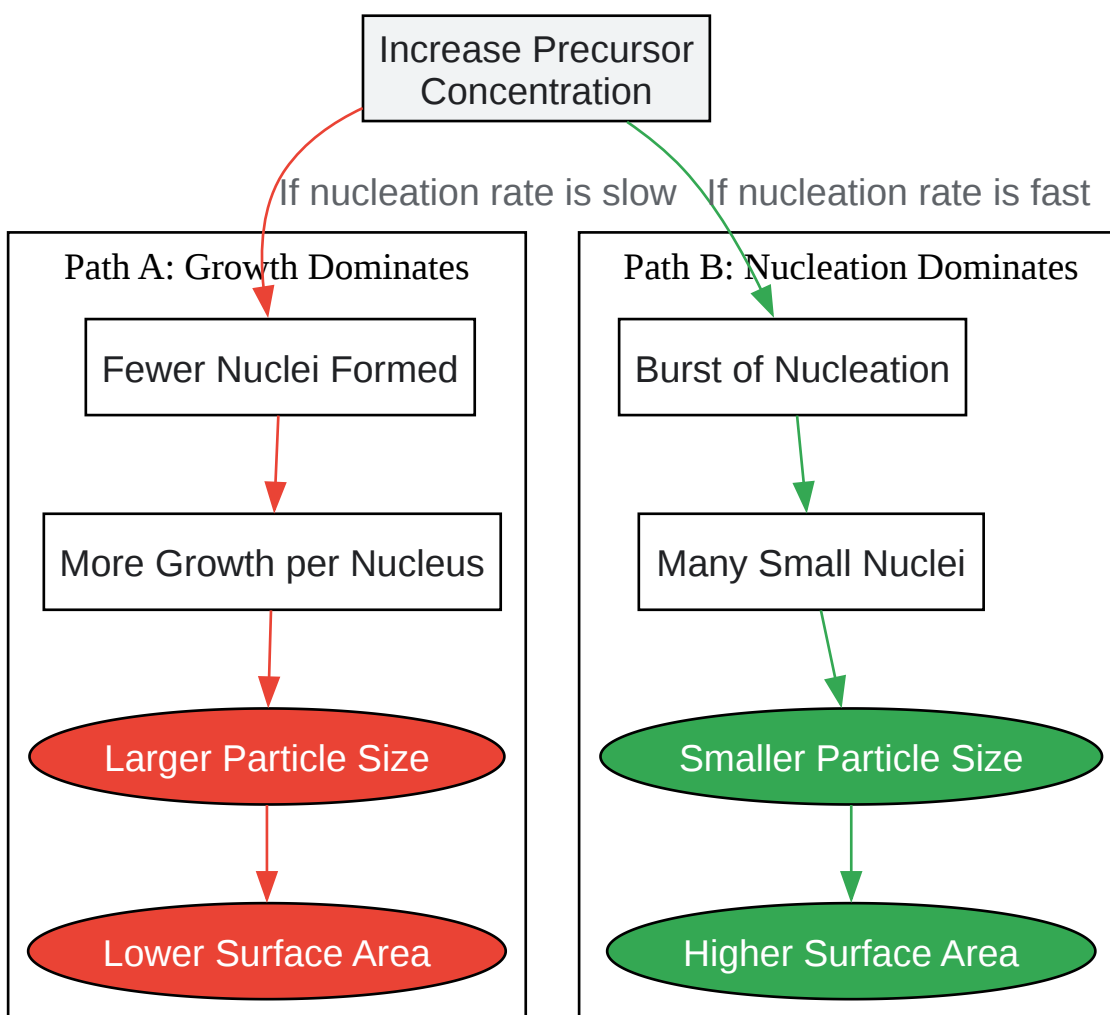 Increase Precursor
Concentration
If nucleation rate is slow
If nucleation rate is fast
Path A: Growth Dominates
Fewer Nuclei Formed
More Growth per Nucleus
Larger Particle Size
Lower Surface Area
Path B: Nucleation Dominates
Burst of Nucleation
Many Small Nuclei
Smaller Particle Size
Higher Surface Area